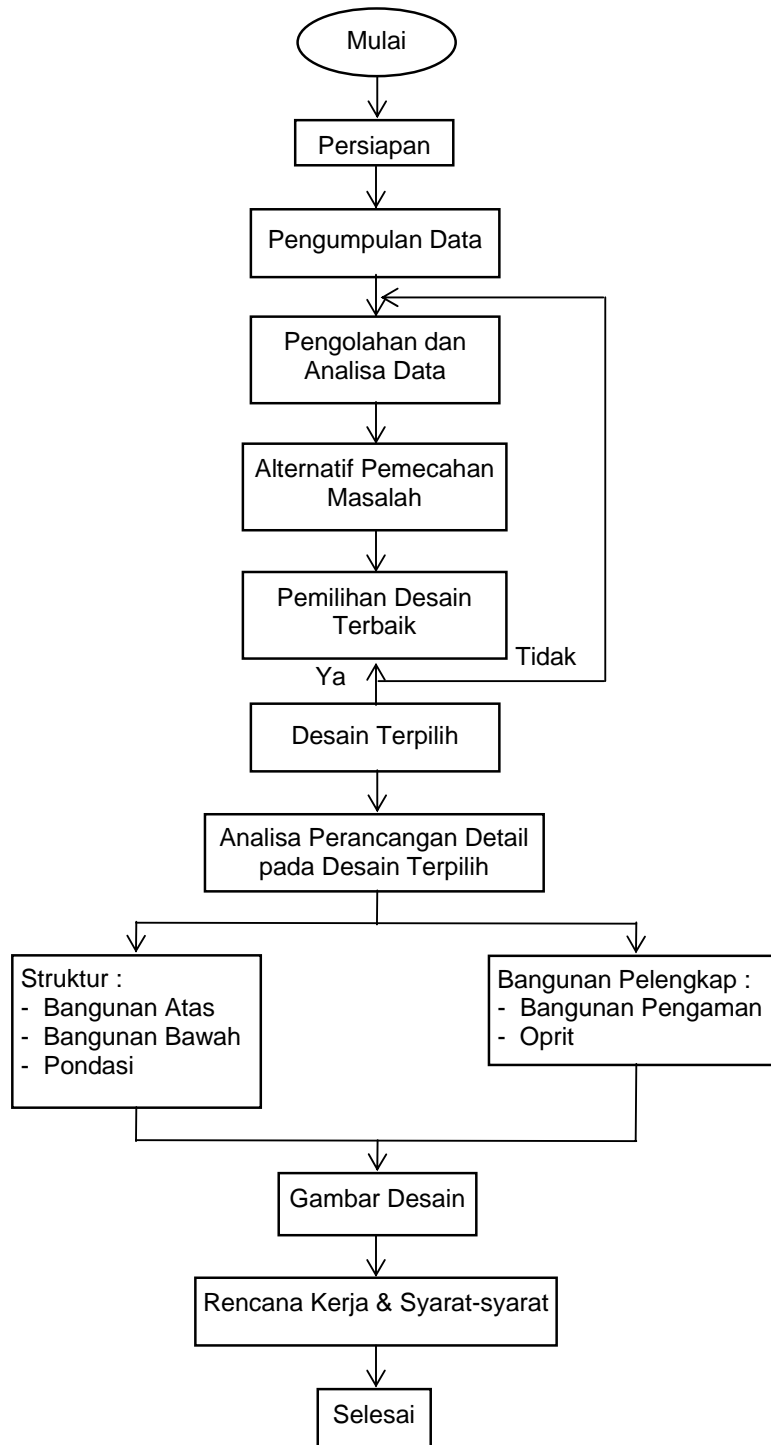 Mulai
Persiapan
Pengumpulan Data
Pengolahan dan
Analisa Data
Alternatif Pemecahan
Masalah
Pemilihan Desain
Terbaik
Tidak
Ya
Desain Terpilih
Analisa Perancangan Detail
pada Desain Terpilih
Struktur :
- Bangunan Atas
- Bangunan Bawah
- Pondasi
Bangunan Pelengkap :
- Bangunan Pengaman
- Oprit
Gambar Desain
Rencana Kerja & Syarat-syarat
Selesai